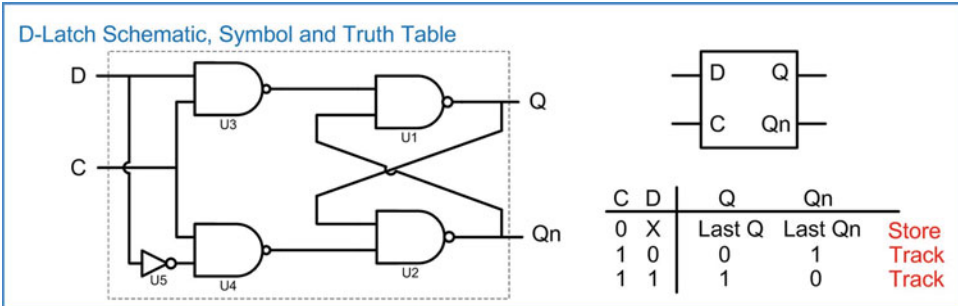 D-Latch Schematic, Symbol and Truth Table
D
U3
U1
Q
C
U5
U4
U2
Qn
D Q
C Qn
C D Q Qn
0 X Last Q Last Qn Store
1 0 0 1 Track
1 1 1 0 Track